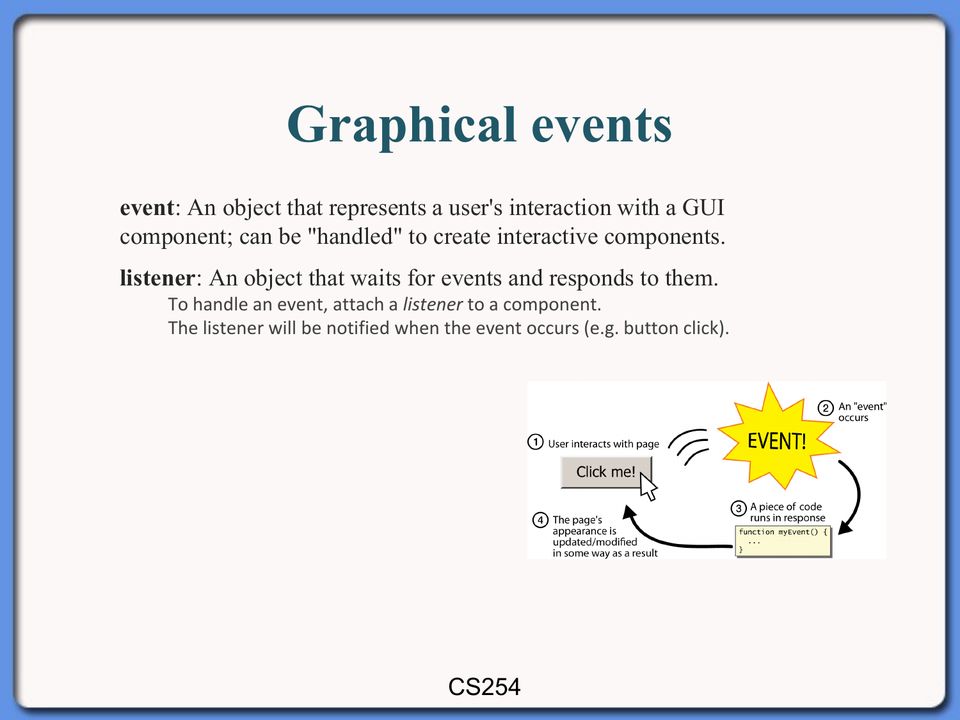 Graphical events
event: An object that represents a user's interaction with a GUI
component; can be "handled" to create interactive components.
listener: An object that waits for events and responds to them.
To handle an event, attach a listener to a component.
The listener will be notified when the event occurs (e.g. button click).
1 User interacts with page
Click me!
EVENT!
2 An "event"
occurs
3 A piece of code
runs in response
function myEvent() {
...
}
4 The page's
appearance is
updated/modified
in some way as a result
CS254